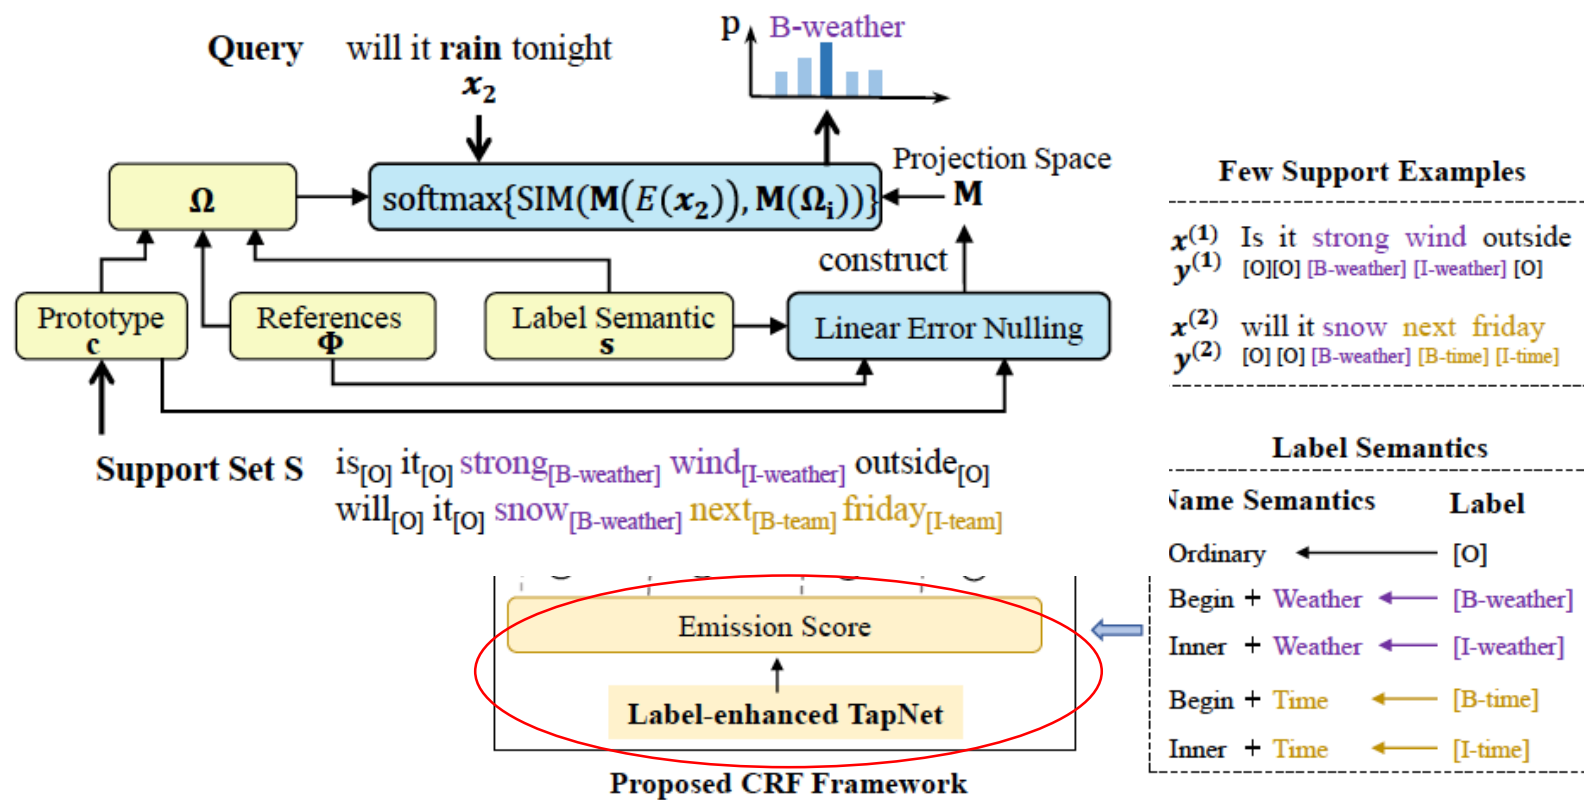 p B-weather
Query will it rain tonight
x₂
Projection Space
Ω softmax{SIM(M(E(x₂)), M(Ωᵢ))} M
construct
Prototype c
References Φ
Label Semantic s
Linear Error Nulling
Support Set S is[O] it[O] strong[B-weather] wind[I-weather] outside[O]
will[O] it[O] snow[B-weather] next[B-team] friday[I-team]
Emission Score
Label-enhanced TapNet
Proposed CRF Framework
Few Support Examples
x⁽¹⁾ Is it strong wind outside
y⁽¹⁾ [O][O] [B-weather] [I-weather] [O]
x⁽²⁾ will it snow next friday
y⁽²⁾ [O] [O] [B-weather] [B-time] [I-time]
Label Semantics
Name Semantics Label
Ordinary [O]
Begin + Weather [B-weather]
Inner + Weather [I-weather]
Begin + Time [B-time]
Inner + Time [I-time]